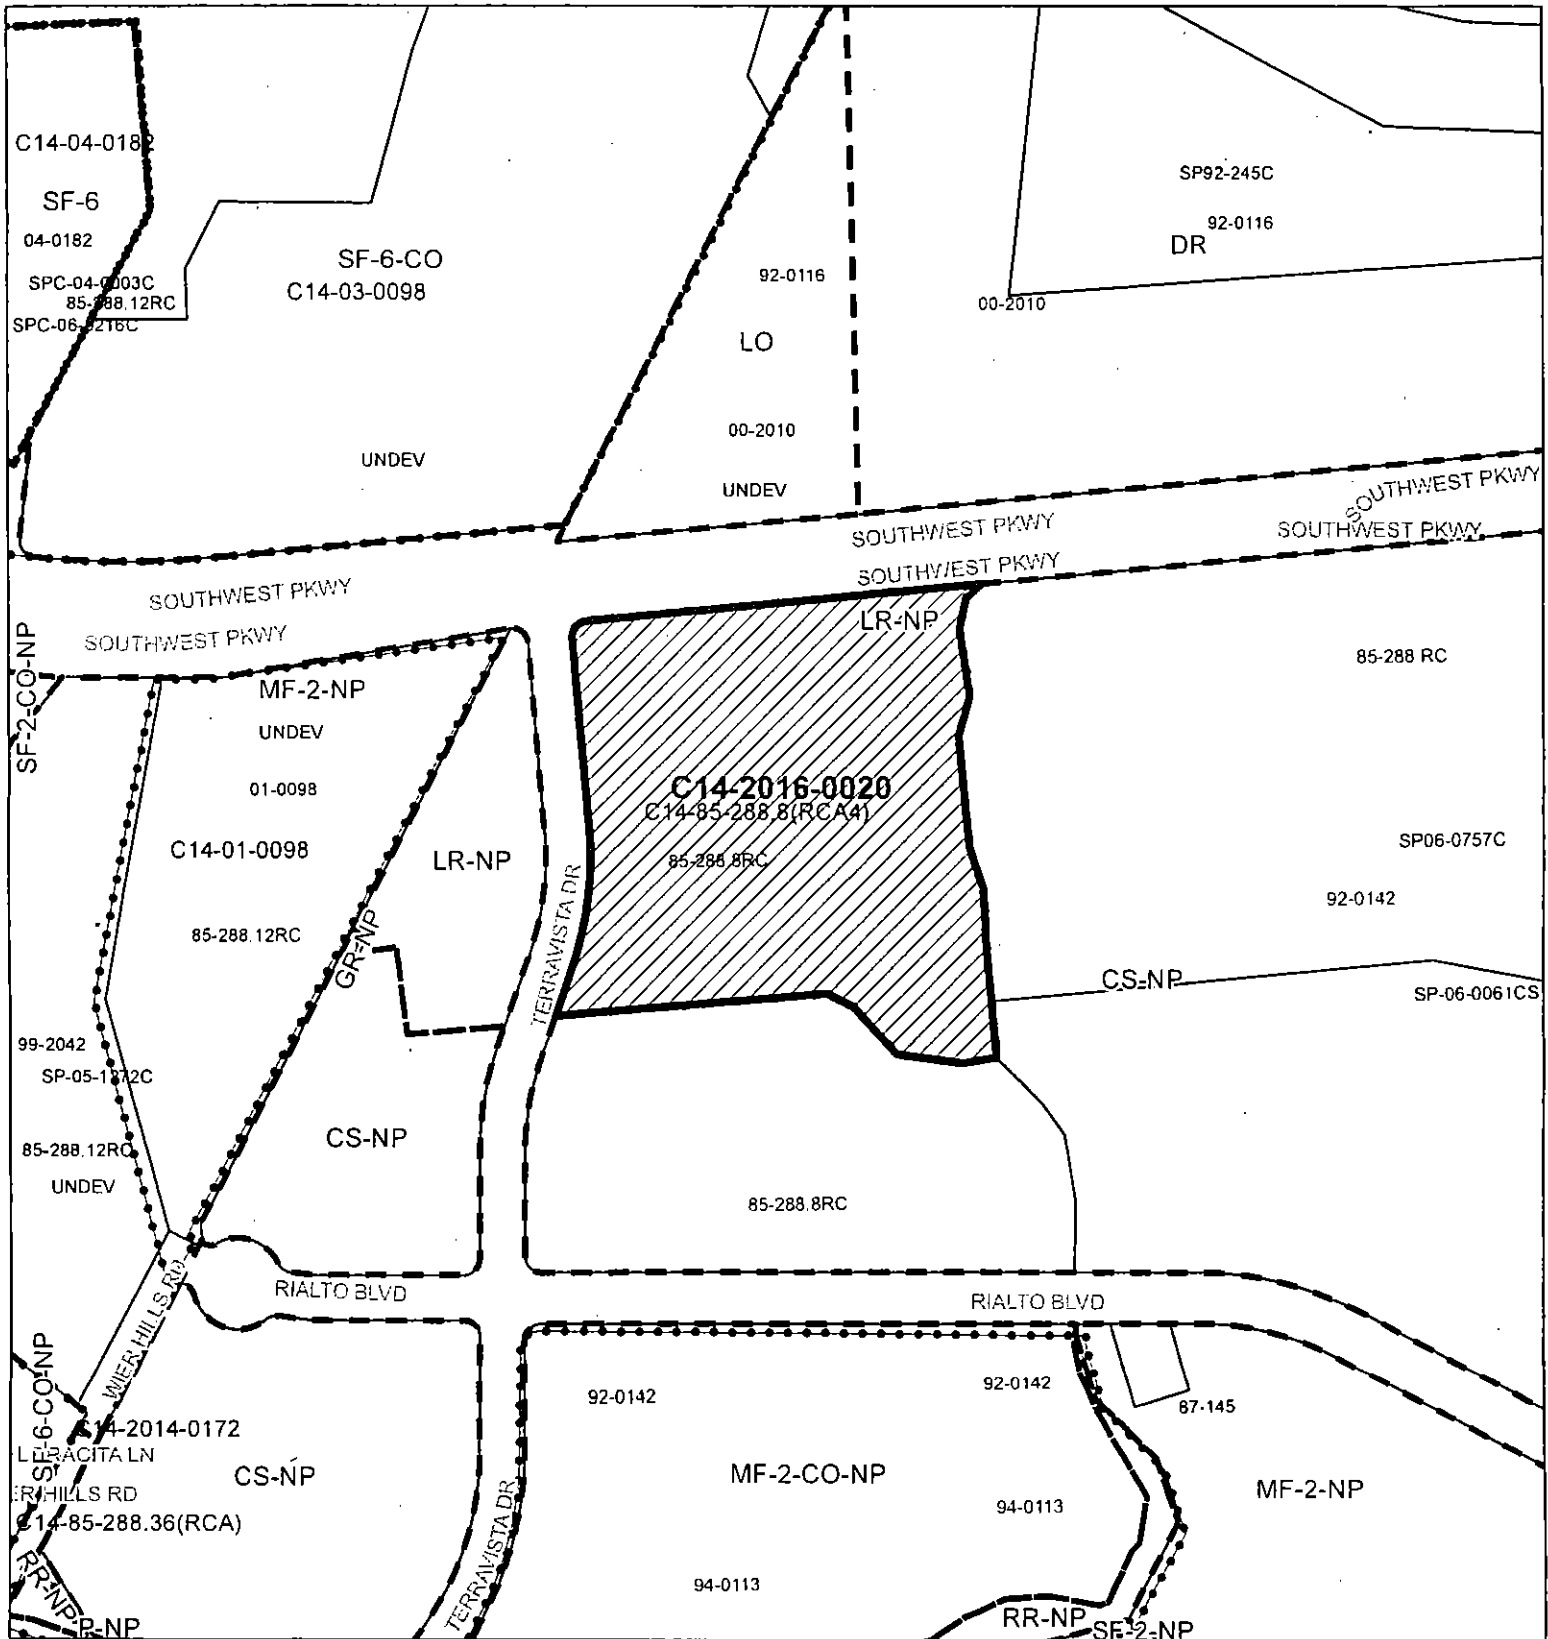 C14-04-0182
SF-6
04-0182
SPC-04-0003C
85-288.12RC
SF-6-CO
C14-03-0098
UNDEV
92-0116
LO
00-2010
UNDEV
SP92-245C
92-0116
DR
00-2010
SOUTHWEST PKWY
SOUTHWEST PKWY
SOUTHWEST PKWY
SOUTHWEST PKWY
SOUTHWEST PKWY
SOUTHWEST PKWY
SF-2-CO-NP
MF-2-NP
UNDEV
01-0098
C14-01-0098
85-288.12RC
LR-NP
GR-NP
TERRAVISTA DR
LR-NP
C14-2016-0020
C14-85-288.8(RCA4)
85-288.8RC
85-288 RC
SP06-0757C
92-0142
CS-NP
SP-06-0061CS
99-2042
SP-05-1372C
85-288.12RC
UNDEV
CS-NP
85-288.8RC
RIALTO BLVD
RIALTO BLVD
WIER HILLS RD
SF-6-CO-NP
C14-2014-0172
LN
HILLS RD
C14-85-288.36(RCA)
CS-NP
RR-NP
P-NP
TERRAVISTA DR
92-0142
92-0142
87-145
MF-2-CO-NP
94-0113
94-0113
MF-2-NP
RR-NP
SF-2-NP